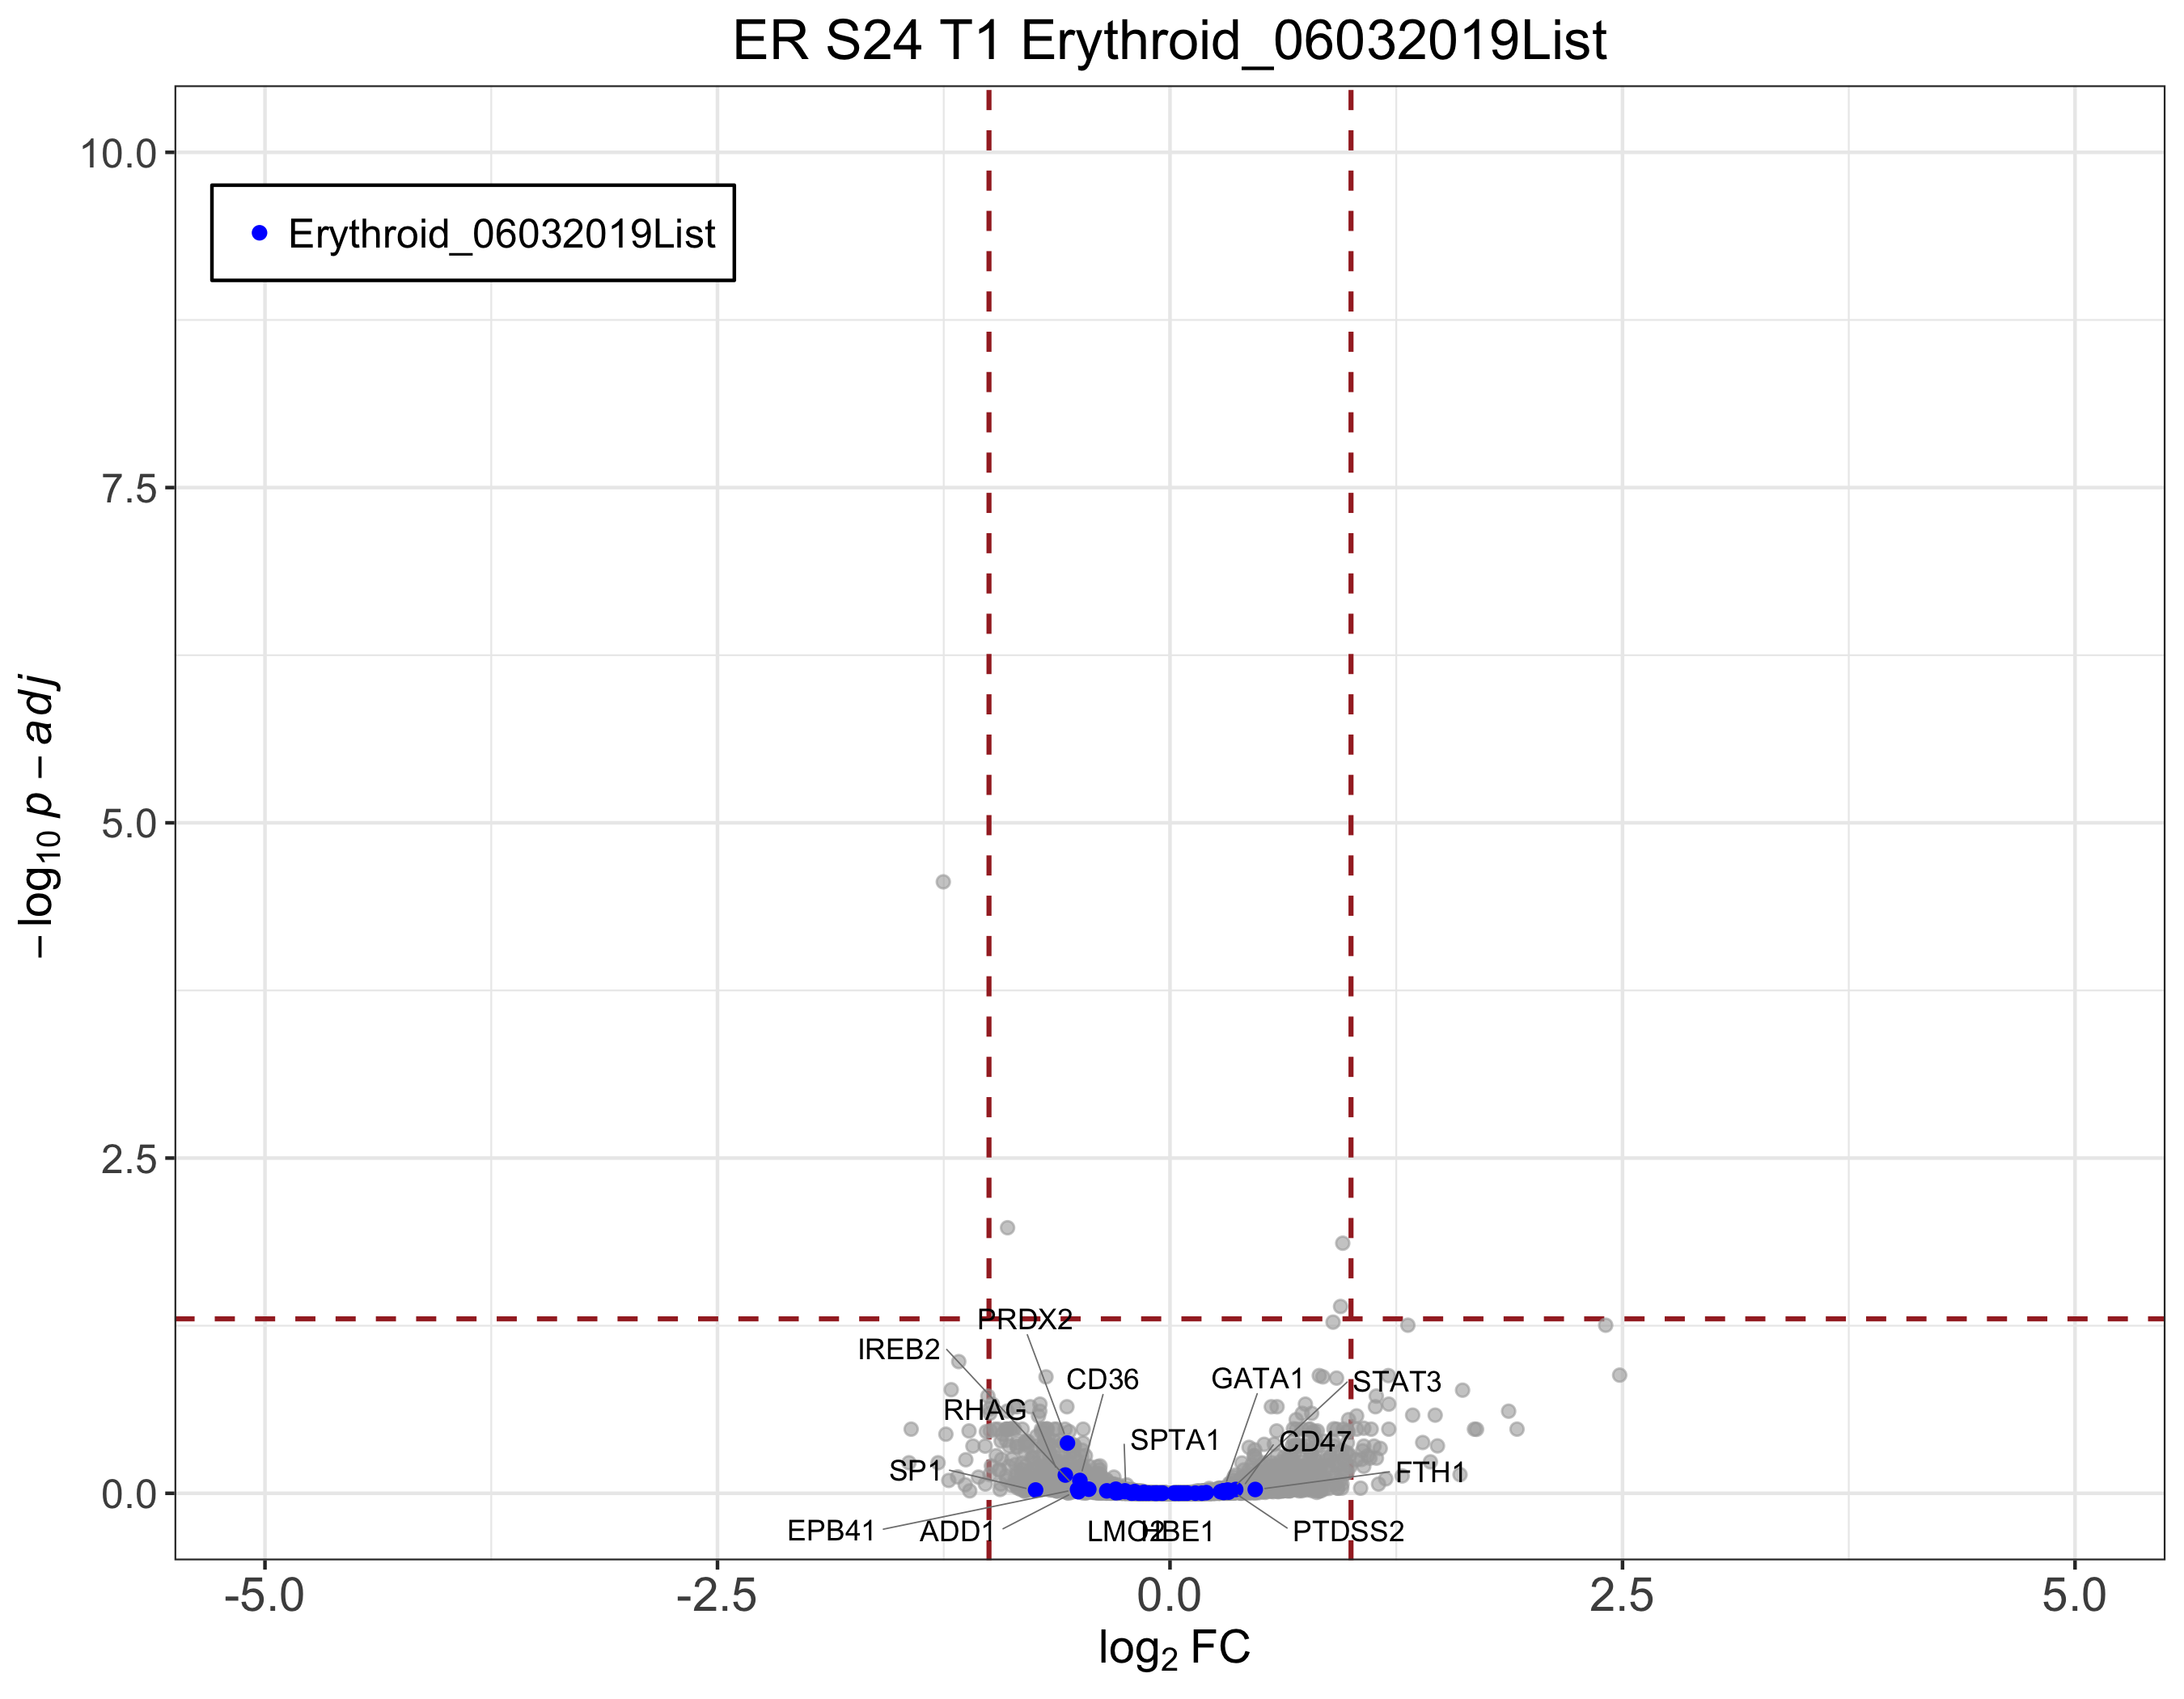 ER S24 T1 Erythroid_06032019List
10.0
Erythroid_06032019List
7.5
−log10 p − adj
5.0
2.5
PRDX2
IREB2
CD36
GATA1
STAT3
RHAG
SPTA1
CD47
SP1
FTH1
0.0
EPB41
ADD1
LMO2
HBE1
PTDSS2
-5.0
-2.5
0.0
2.5
5.0
log2 FC